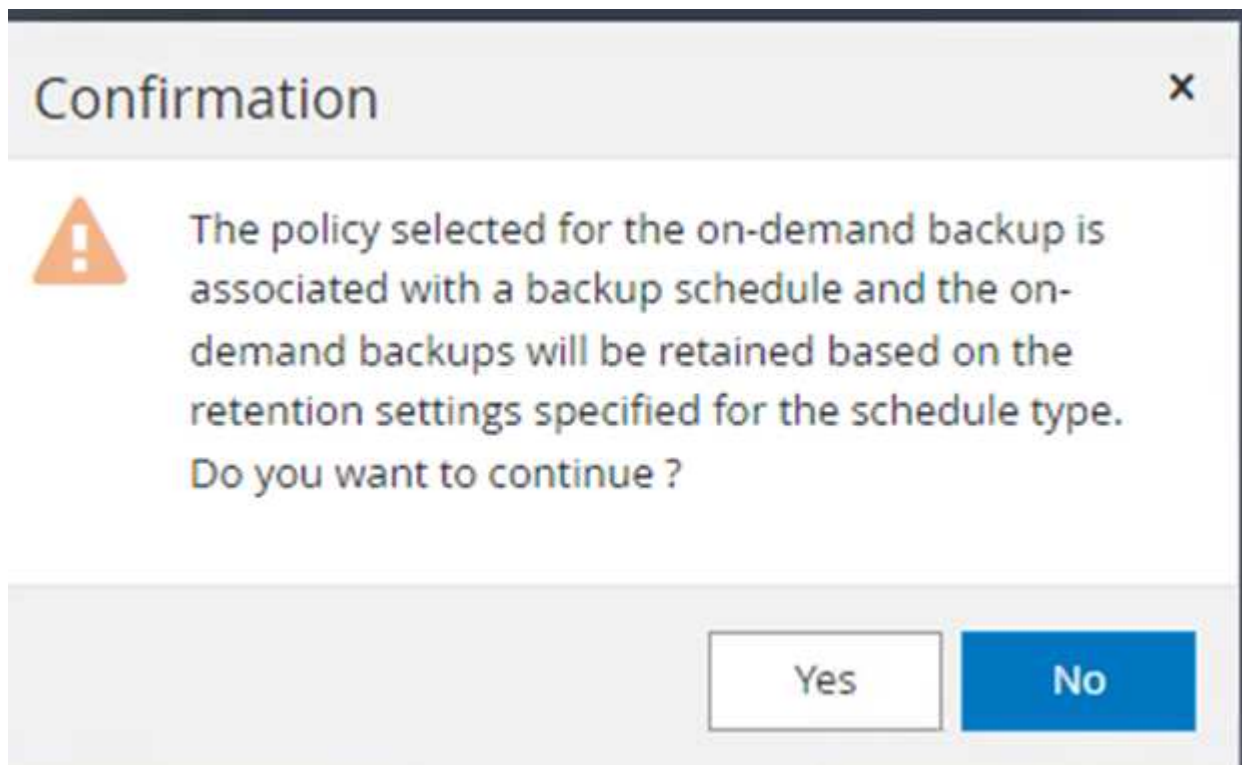 Confirmation
×
The policy selected for the on-demand backup is
associated with a backup schedule and the on-
demand backups will be retained based on the
retention settings specified for the schedule type.
Do you want to continue ?
Yes
No